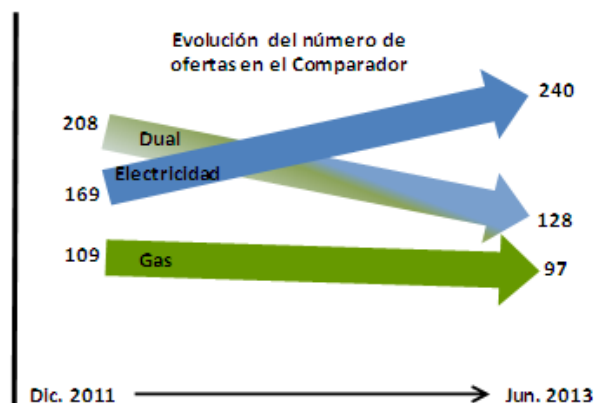 Evolución del número de
ofertas en el Comparador
240
208
Dual
Electricidad
169
128
109
Gas
97
Dic. 2011
Jun. 2013